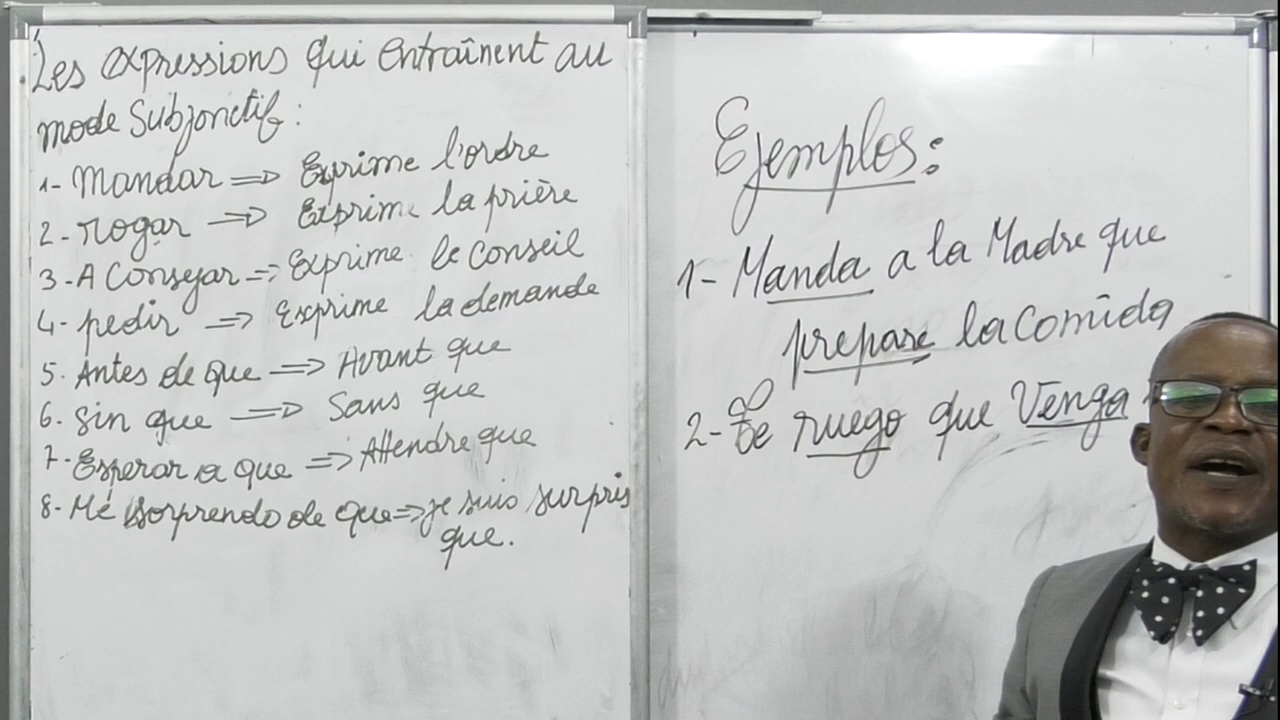 Les expressions qui entraînent au
mode Subjonctif :
1- Mandar => Exprime l'ordre
2- rogar => Exprime la prière
3- A Consejar => Exprime le Conseil
4- pedir => Exprime la demande
5- Antes de que => Avant que
6- Sin que => Sans que
7- Esperar a que => Attendre que
8- Me sorprendo de que => je suis surpris
que.
Ejemplos:
1- Manda a la Madre que
prepare la Comida
2- Le ruego que Venga